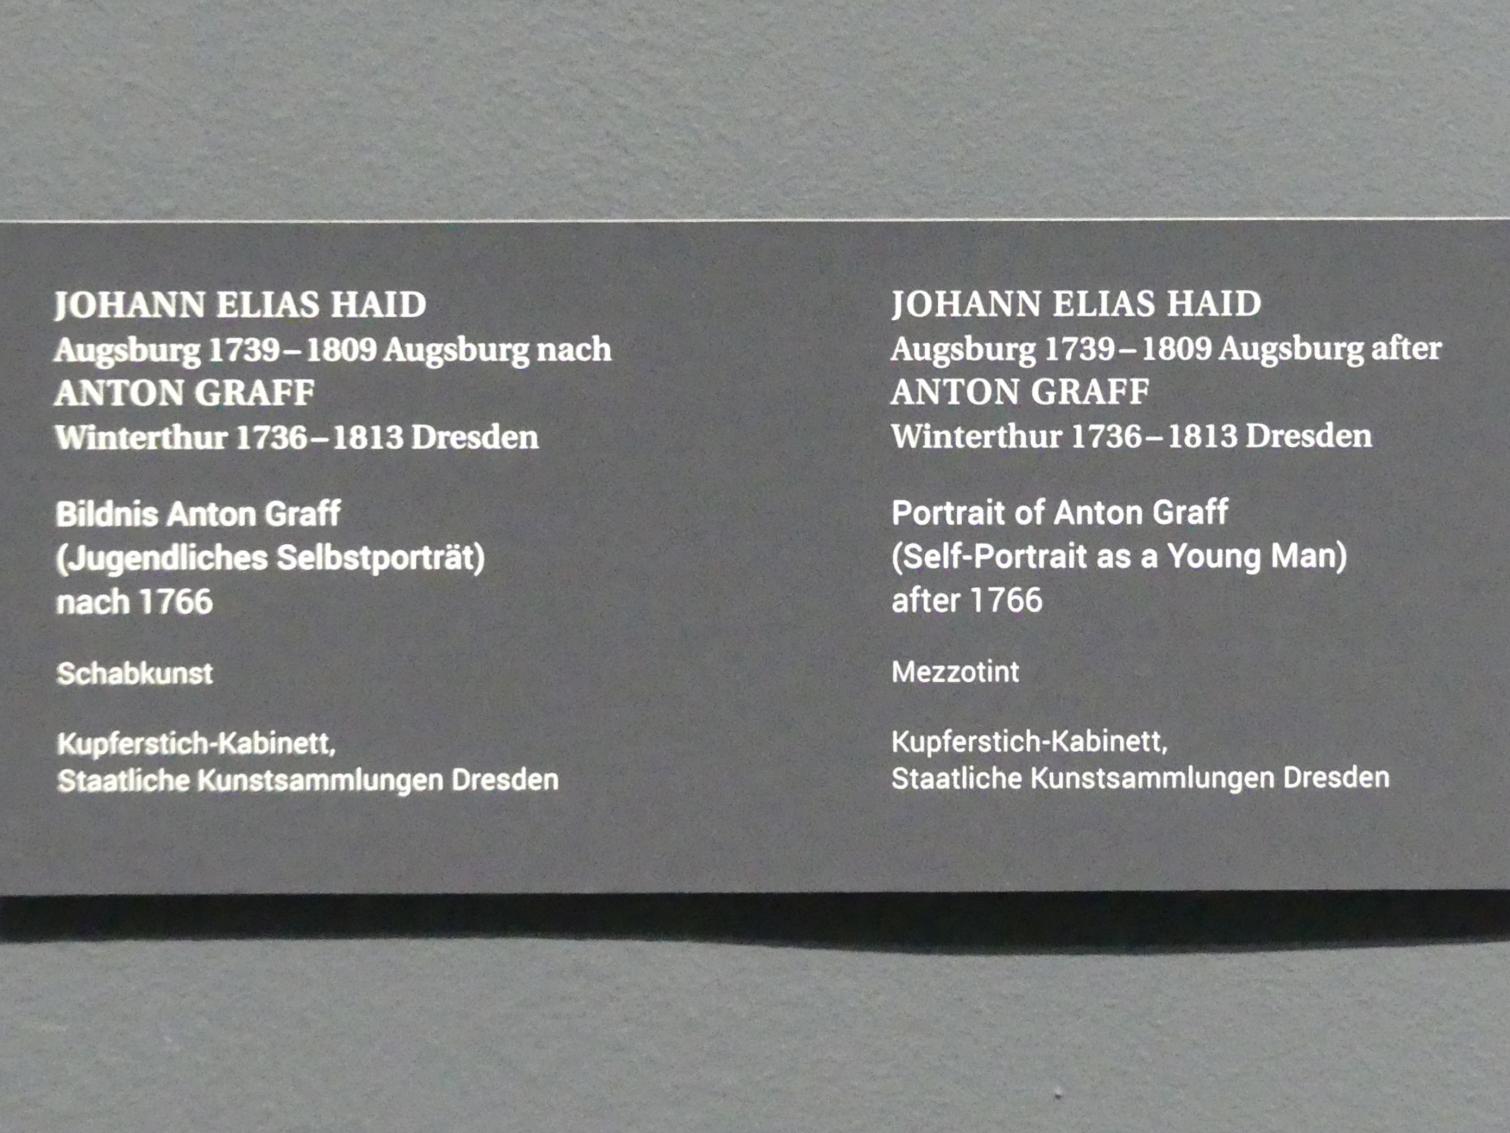 JOHANN ELIAS HAID
Augsburg 1739–1809 Augsburg nach
ANTON GRAFF
Winterthur 1736–1813 Dresden
Bildnis Anton Graff
(Jugendliches Selbstporträt)
nach 1766
Schabkunst
Kupferstich-Kabinett,
Staatliche Kunstsammlungen Dresden
JOHANN ELIAS HAID
Augsburg 1739–1809 Augsburg after
ANTON GRAFF
Winterthur 1736–1813 Dresden
Portrait of Anton Graff
(Self-Portrait as a Young Man)
after 1766
Mezzotint
Kupferstich-Kabinett,
Staatliche Kunstsammlungen Dresden